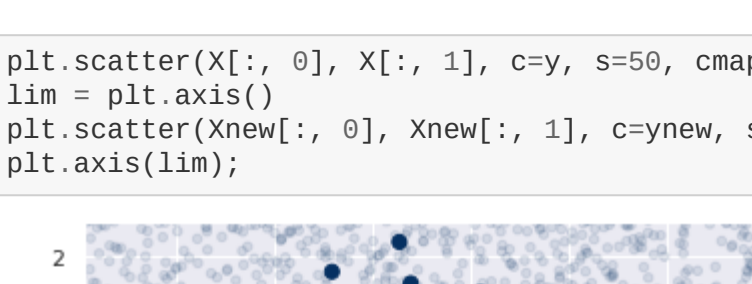 plt.scatter(X[:, 0], X[:, 1], c=y, s=50,
lim = plt.axis()
plt.scatter(Xnew[:, 0], Xnew[:, 1], c=ynew,
plt.axis(lim);
2